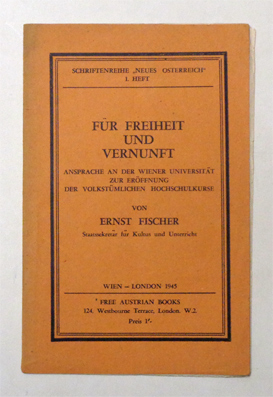 SCHRIFTENREIHE „NEUES ÖSTERREICH"
1. HEFT
FÜR FREIHEIT
UND
VERNUNFT
ANSPRACHE AN DER WIENER UNIVERSITÄT
ZUR ERÖFFNUNG
DER VOLKSTÜMLICHEN HOCHSCHULKURSE
VON
ERNST FISCHER
Staatssekretär für Kultur und Unterricht
WIEN – LONDON 1945
FREE AUSTRIAN BOOKS
124, Westbourne Terrace, London, W.2.
Preis 1/-